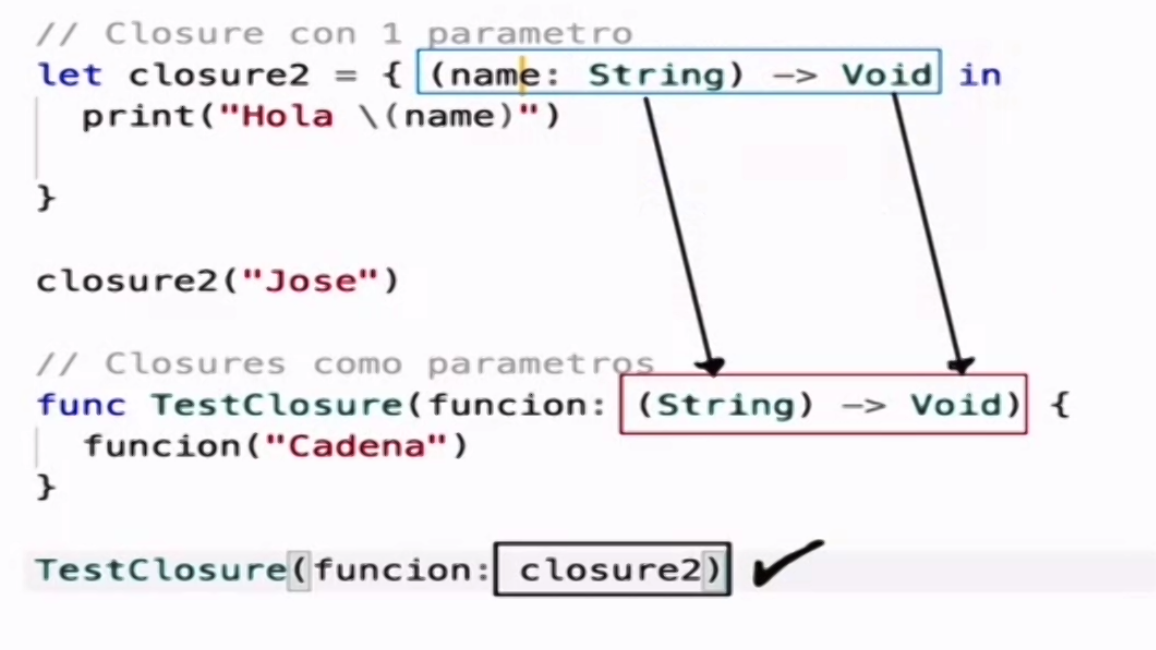 // Closure con 1 parametro
let closure2 = { (name: String) -> Void in
print("Hola \(name)")
}
closure2("Jose")
// Closures como parametros
func TestClosure(funcion: (String) -> Void) {
funcion("Cadena")
}
TestClosure(funcion: closure2)